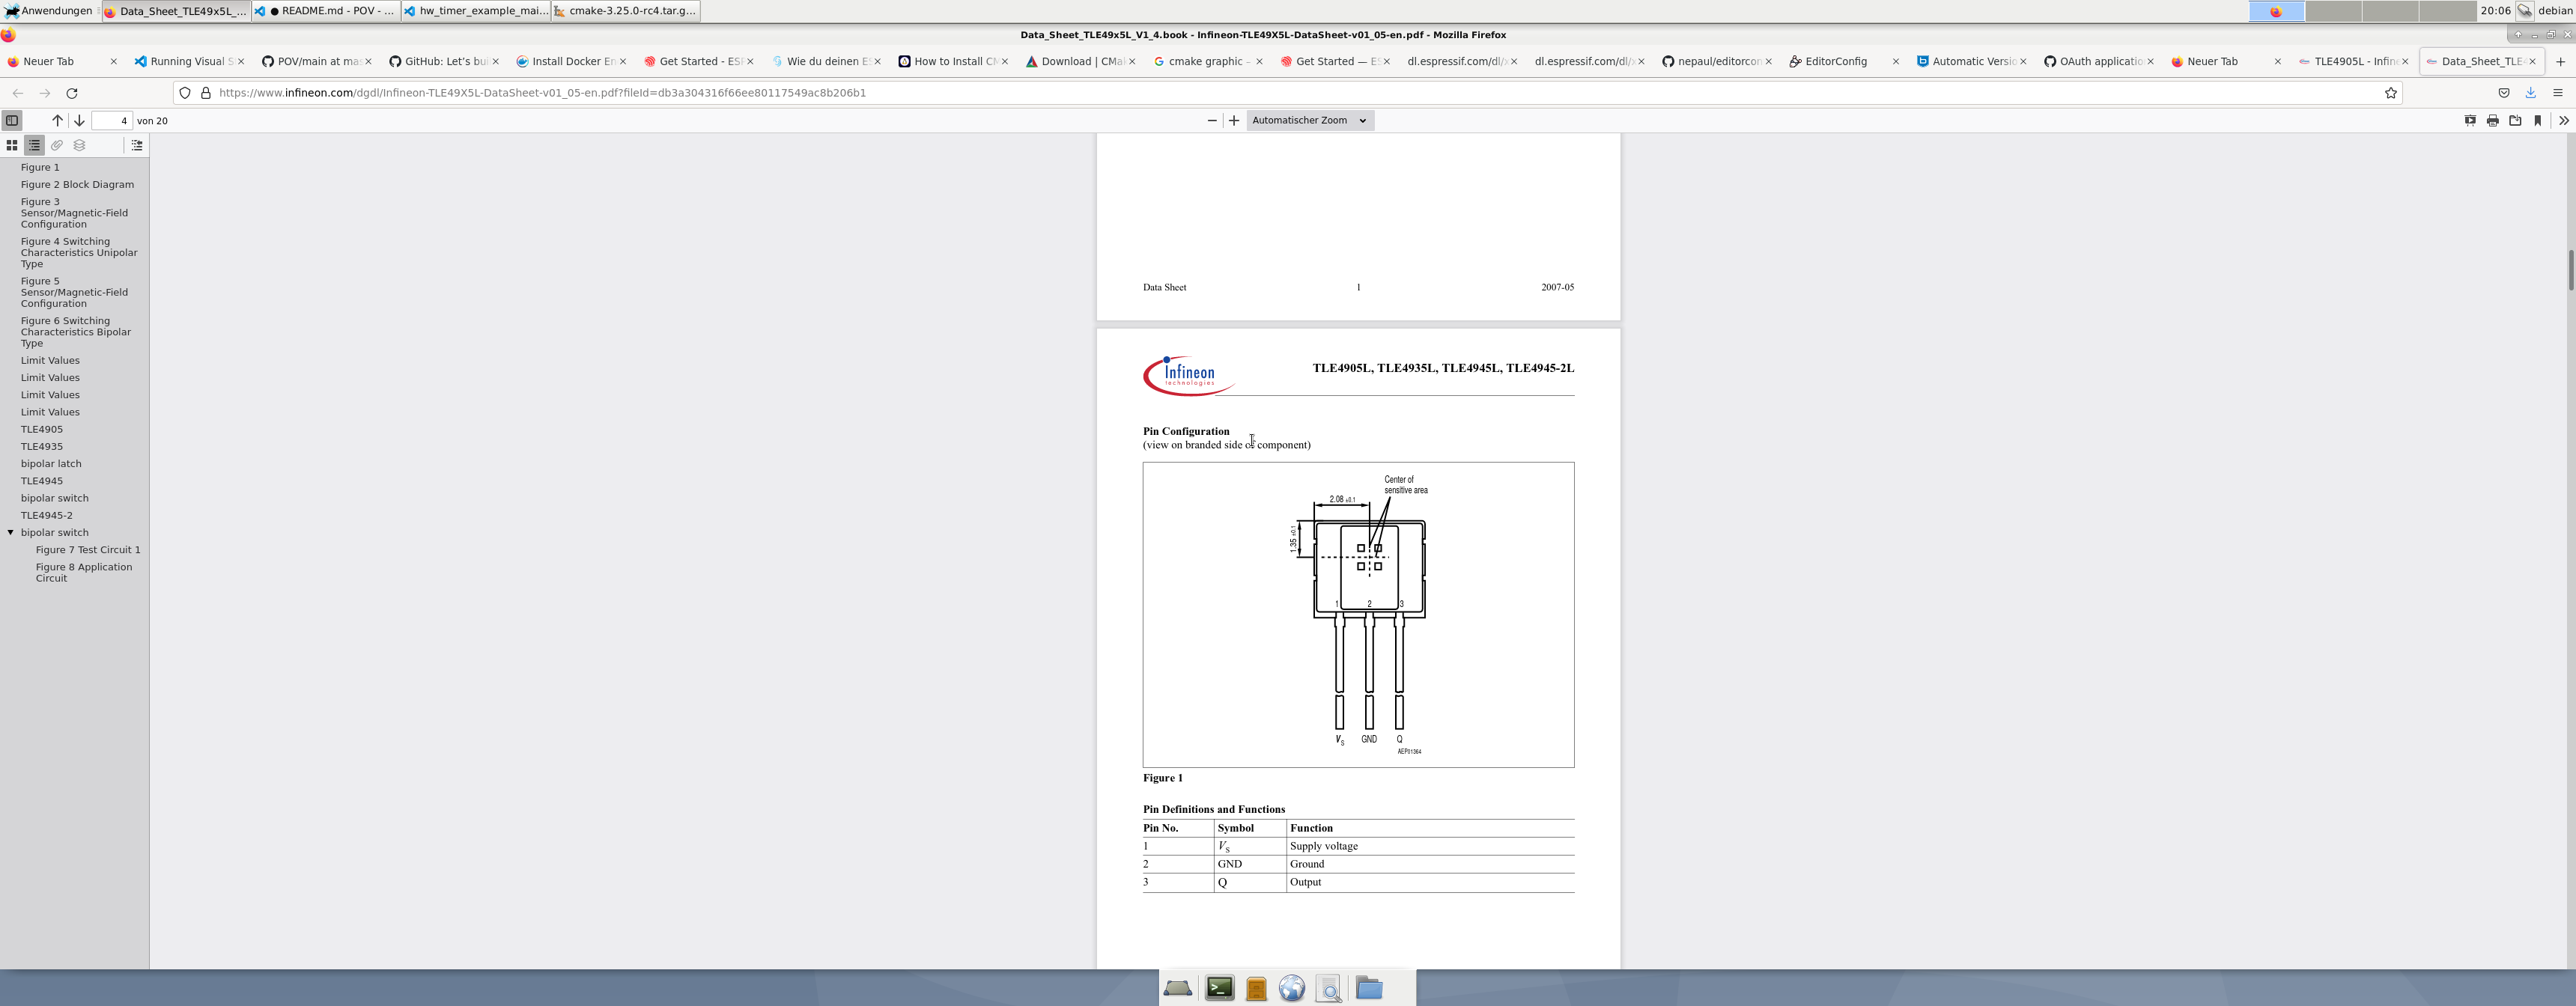 Anwendungen
Data_Sheet_TLE49x5L_...
● README.md - POV - ...
hw_timer_example_mai...
cmake-3.25.0-rc4.tar.g...
20:06
debian
Data_Sheet_TLE49x5L_V1_4.book - Infineon-TLE49X5L-DataSheet-v01_05-en.pdf - Mozilla Firefox
Neuer Tab
Running Visual S
POV/main at ma
GitHub: Let's bui
Install Docker En
Get Started - ESP
Wie du deinen ES
How to Install CM
Download | CMa
cmake graphic -
Get Started — ES
dl.espressif.com/dl/
dl.espressif.com/dl/
nepaul/editorcon
EditorConfig
Automatic Versio
OAuth applicatio
Neuer Tab
TLE4905L - Infine
Data_Sheet_TLE4
https://www.infineon.com/dgdl/Infineon-TLE49X5L-DataSheet-v01_05-en.pdf?fileId=db3a304316f66ee80117549ac8b206b1
4 von 20
Automatischer Zoom
Figure 1
Figure 2 Block Diagram
Figure 3
Sensor/Magnetic-Field
Configuration
Figure 4 Switching
Characteristics Unipolar
Type
Figure 5
Sensor/Magnetic-Field
Configuration
Figure 6 Switching
Characteristics Bipolar
Type
Limit Values
Limit Values
Limit Values
Limit Values
TLE4905
TLE4935
bipolar latch
TLE4945
bipolar switch
TLE4945-2
bipolar switch
Figure 7 Test Circuit 1
Figure 8 Application
Circuit
Data Sheet 1 2007-05
Infineon
technologies
TLE4905L, TLE4935L, TLE4945L, TLE4945-2L
Pin Configuration
(view on branded side of component)
Center of
sensitive area
2.08 ±0.1
1.35 ±0.1
1 2 3
VS GND Q
AEP01364
Figure 1
Pin Definitions and Functions
Pin No. Symbol Function
1 VS Supply voltage
2 GND Ground
3 Q Output